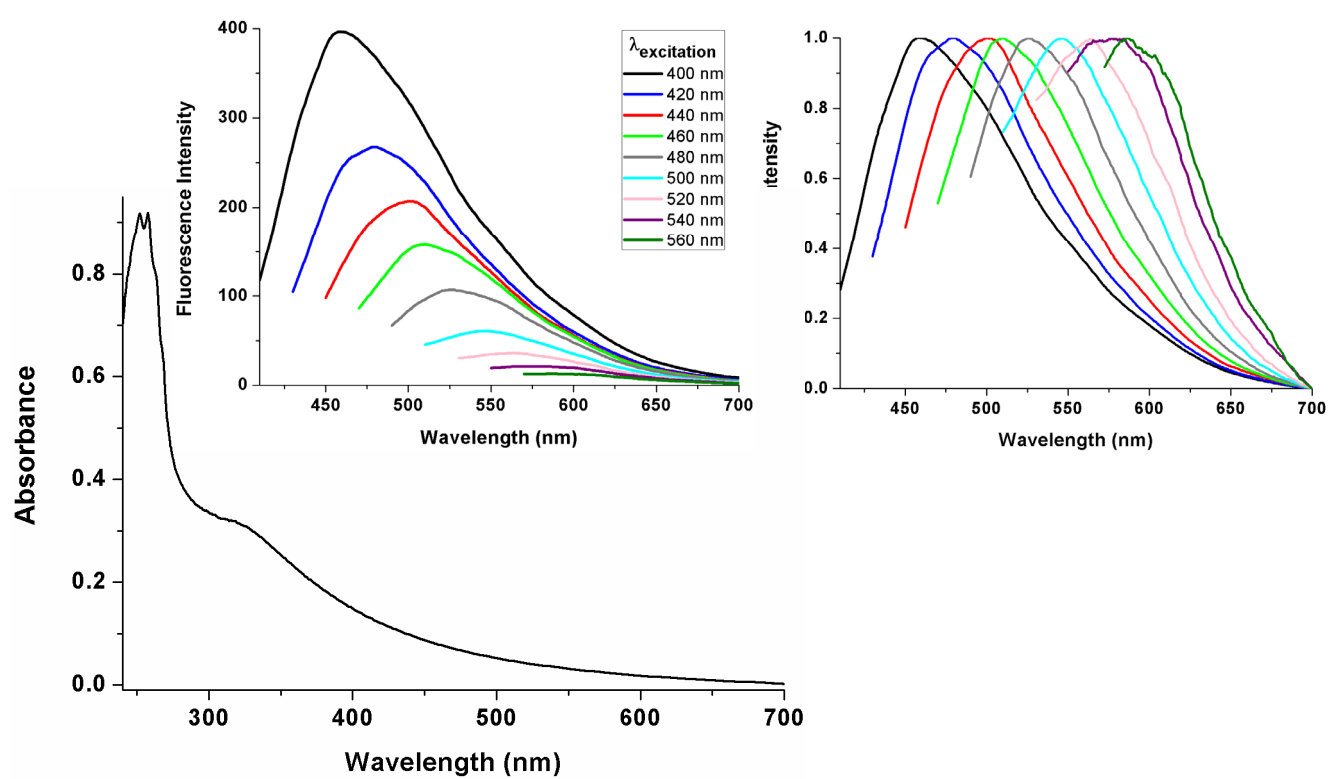 400
300
200
100
0
Fluorescence Intensity
450 500 550 600 650 700
Wavelength (nm)
λexcitation
400 nm
420 nm
440 nm
460 nm
480 nm
500 nm
520 nm
540 nm
560 nm
1.0
0.8
0.6
0.4
0.2
0.0
tensity
450 500 550 600 650 700
Wavelength (nm)
0.8
0.6
0.4
0.2
0.0
Absorbance
300 400 500 600 700
Wavelength (nm)